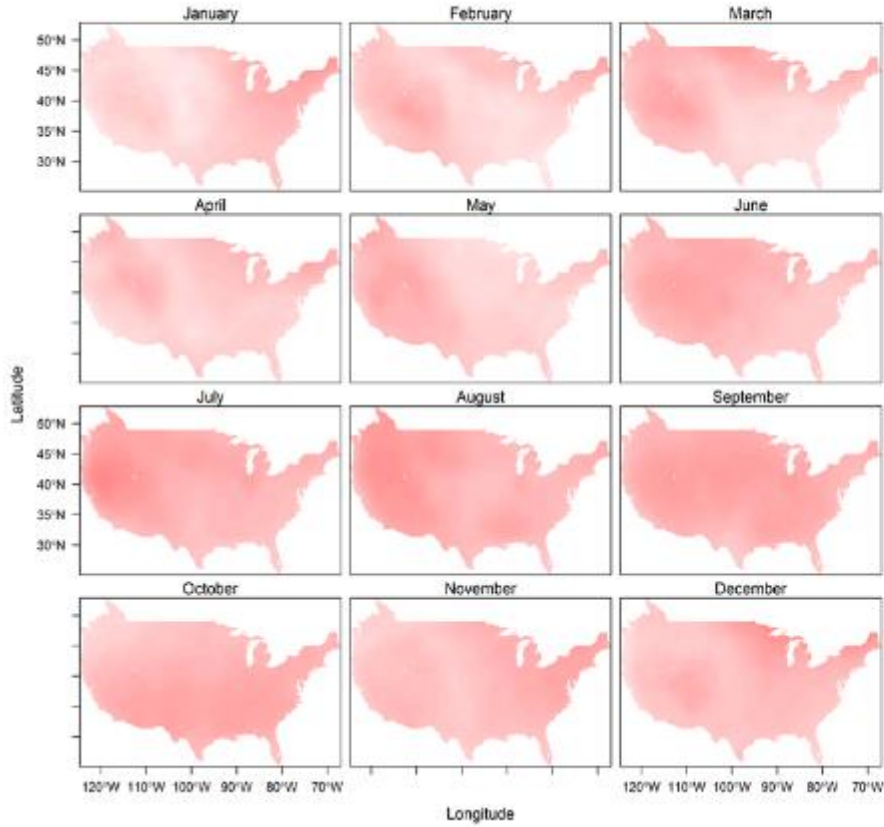 January February March
50°N
45°N
40°N
35°N
30°N
April May June
Latitude
July August September
50°N
45°N
40°N
35°N
30°N
October November December
120°W 110°W 100°W 90°W 80°W 70°W 120°W 110°W 100°W 90°W 80°W 70°W
Longitude